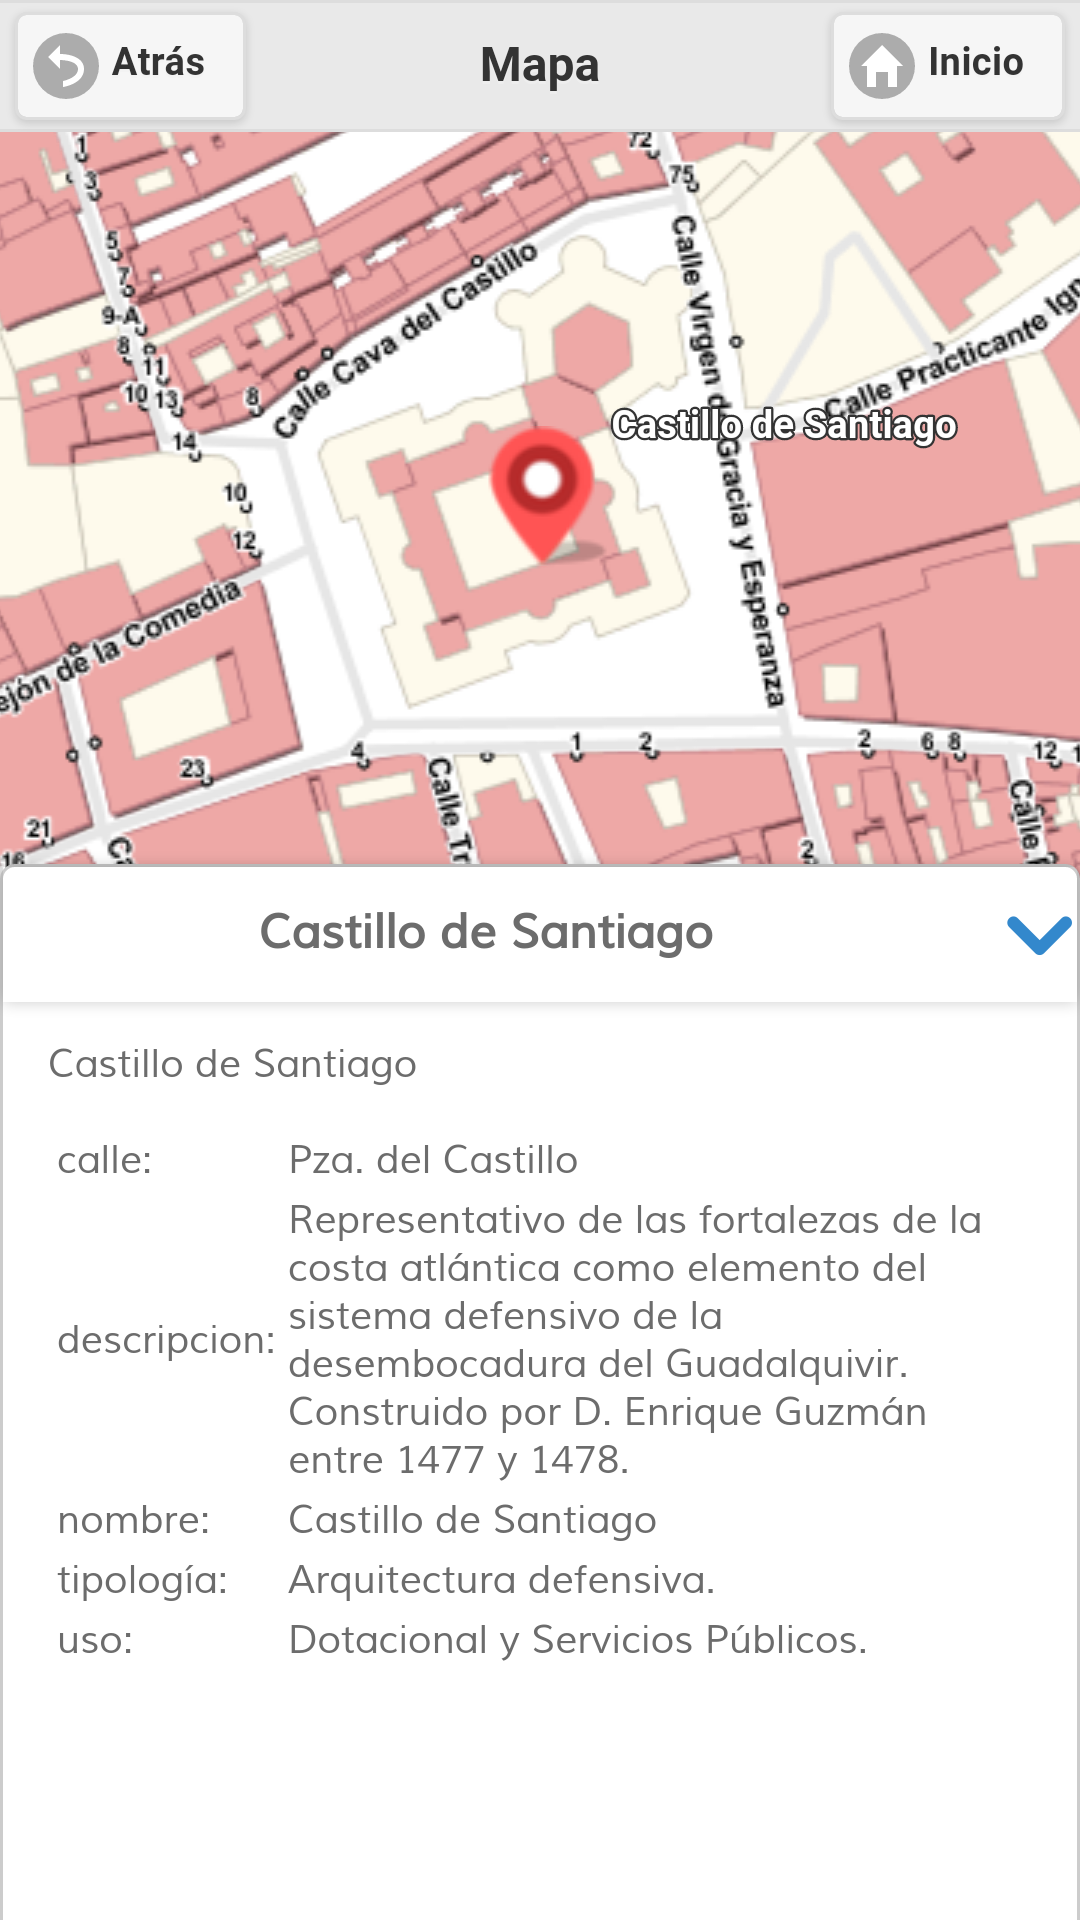 Atrás
Mapa
Inicio
1
72
3
75
5
7
9-A
8
11
10
13
8
14
10
12
Calle Cava del Castillo
Calle Virgen de Gracia y Esperanza
Calle Practicante Ign
Castillo de Santiago
ejón de la Comedia
23
4
1
2
2
6
8
12
1
21
16
Calle Tr
2
Castillo de Santiago
Castillo de Santiago
calle: Pza. del Castillo
descripcion: Representativo de las fortalezas de la
costa atlántica como elemento del
sistema defensivo de la
desembocadura del Guadalquivir.
Construido por D. Enrique Guzmán
entre 1477 y 1478.
nombre: Castillo de Santiago
tipología: Arquitectura defensiva.
uso: Dotacional y Servicios Públicos.